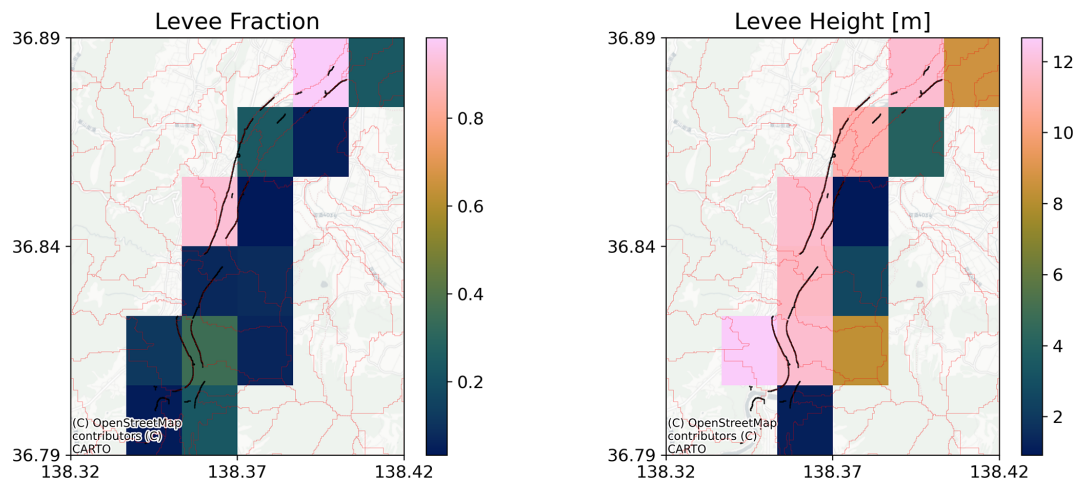 Levee Fraction
36.89
36.84
36.79
138.32
138.37
138.42
0.8
0.6
0.4
0.2
(C) OpenStreetMap
contributors (C)
CARTO
Levee Height [m]
36.89
36.84
36.79
138.32
138.37
138.42
12
10
8
6
4
2
(C) OpenStreetMap
contributors (C)
CARTO